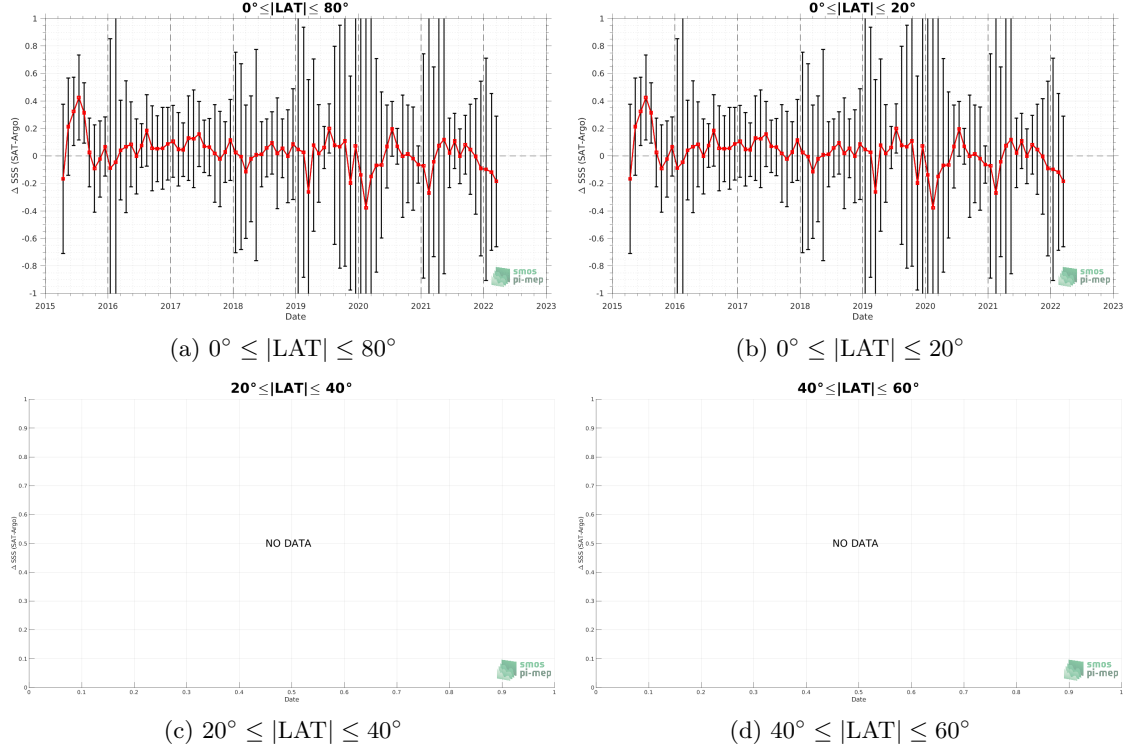 0°≤|LAT|≤ 80°
Δ SSS (SAT-Argo)
1
0.8
0.6
0.4
0.2
0
-0.2
-0.4
-0.6
-0.8
-1
2015 2016 2017 2018 2019 2020 2021 2022 2023
Date
smos
pi-mep
(a) 0° ≤ |LAT| ≤ 80°
0°≤|LAT|≤ 20°
Δ SSS (SAT-Argo)
1
0.8
0.6
0.4
0.2
0
-0.2
-0.4
-0.6
-0.8
-1
2015 2016 2017 2018 2019 2020 2021 2022 2023
Date
smos
pi-mep
(b) 0° ≤ |LAT| ≤ 20°
20°≤|LAT|≤ 40°
Δ SSS (SAT-Argo)
1
0.9
0.8
0.7
0.6
0.5
0.4
0.3
0.2
0.1
0
NO DATA
0 0.1 0.2 0.3 0.4 0.5 0.6 0.7 0.8 0.9 1
Date
smos
pi-mep
(c) 20° ≤ |LAT| ≤ 40°
40°≤|LAT|≤ 60°
Δ SSS (SAT-Argo)
1
0.9
0.8
0.7
0.6
0.5
0.4
0.3
0.2
0.1
0
NO DATA
0 0.1 0.2 0.3 0.4 0.5 0.6 0.7 0.8 0.9 1
Date
smos
pi-mep
(d) 40° ≤ |LAT| ≤ 60°